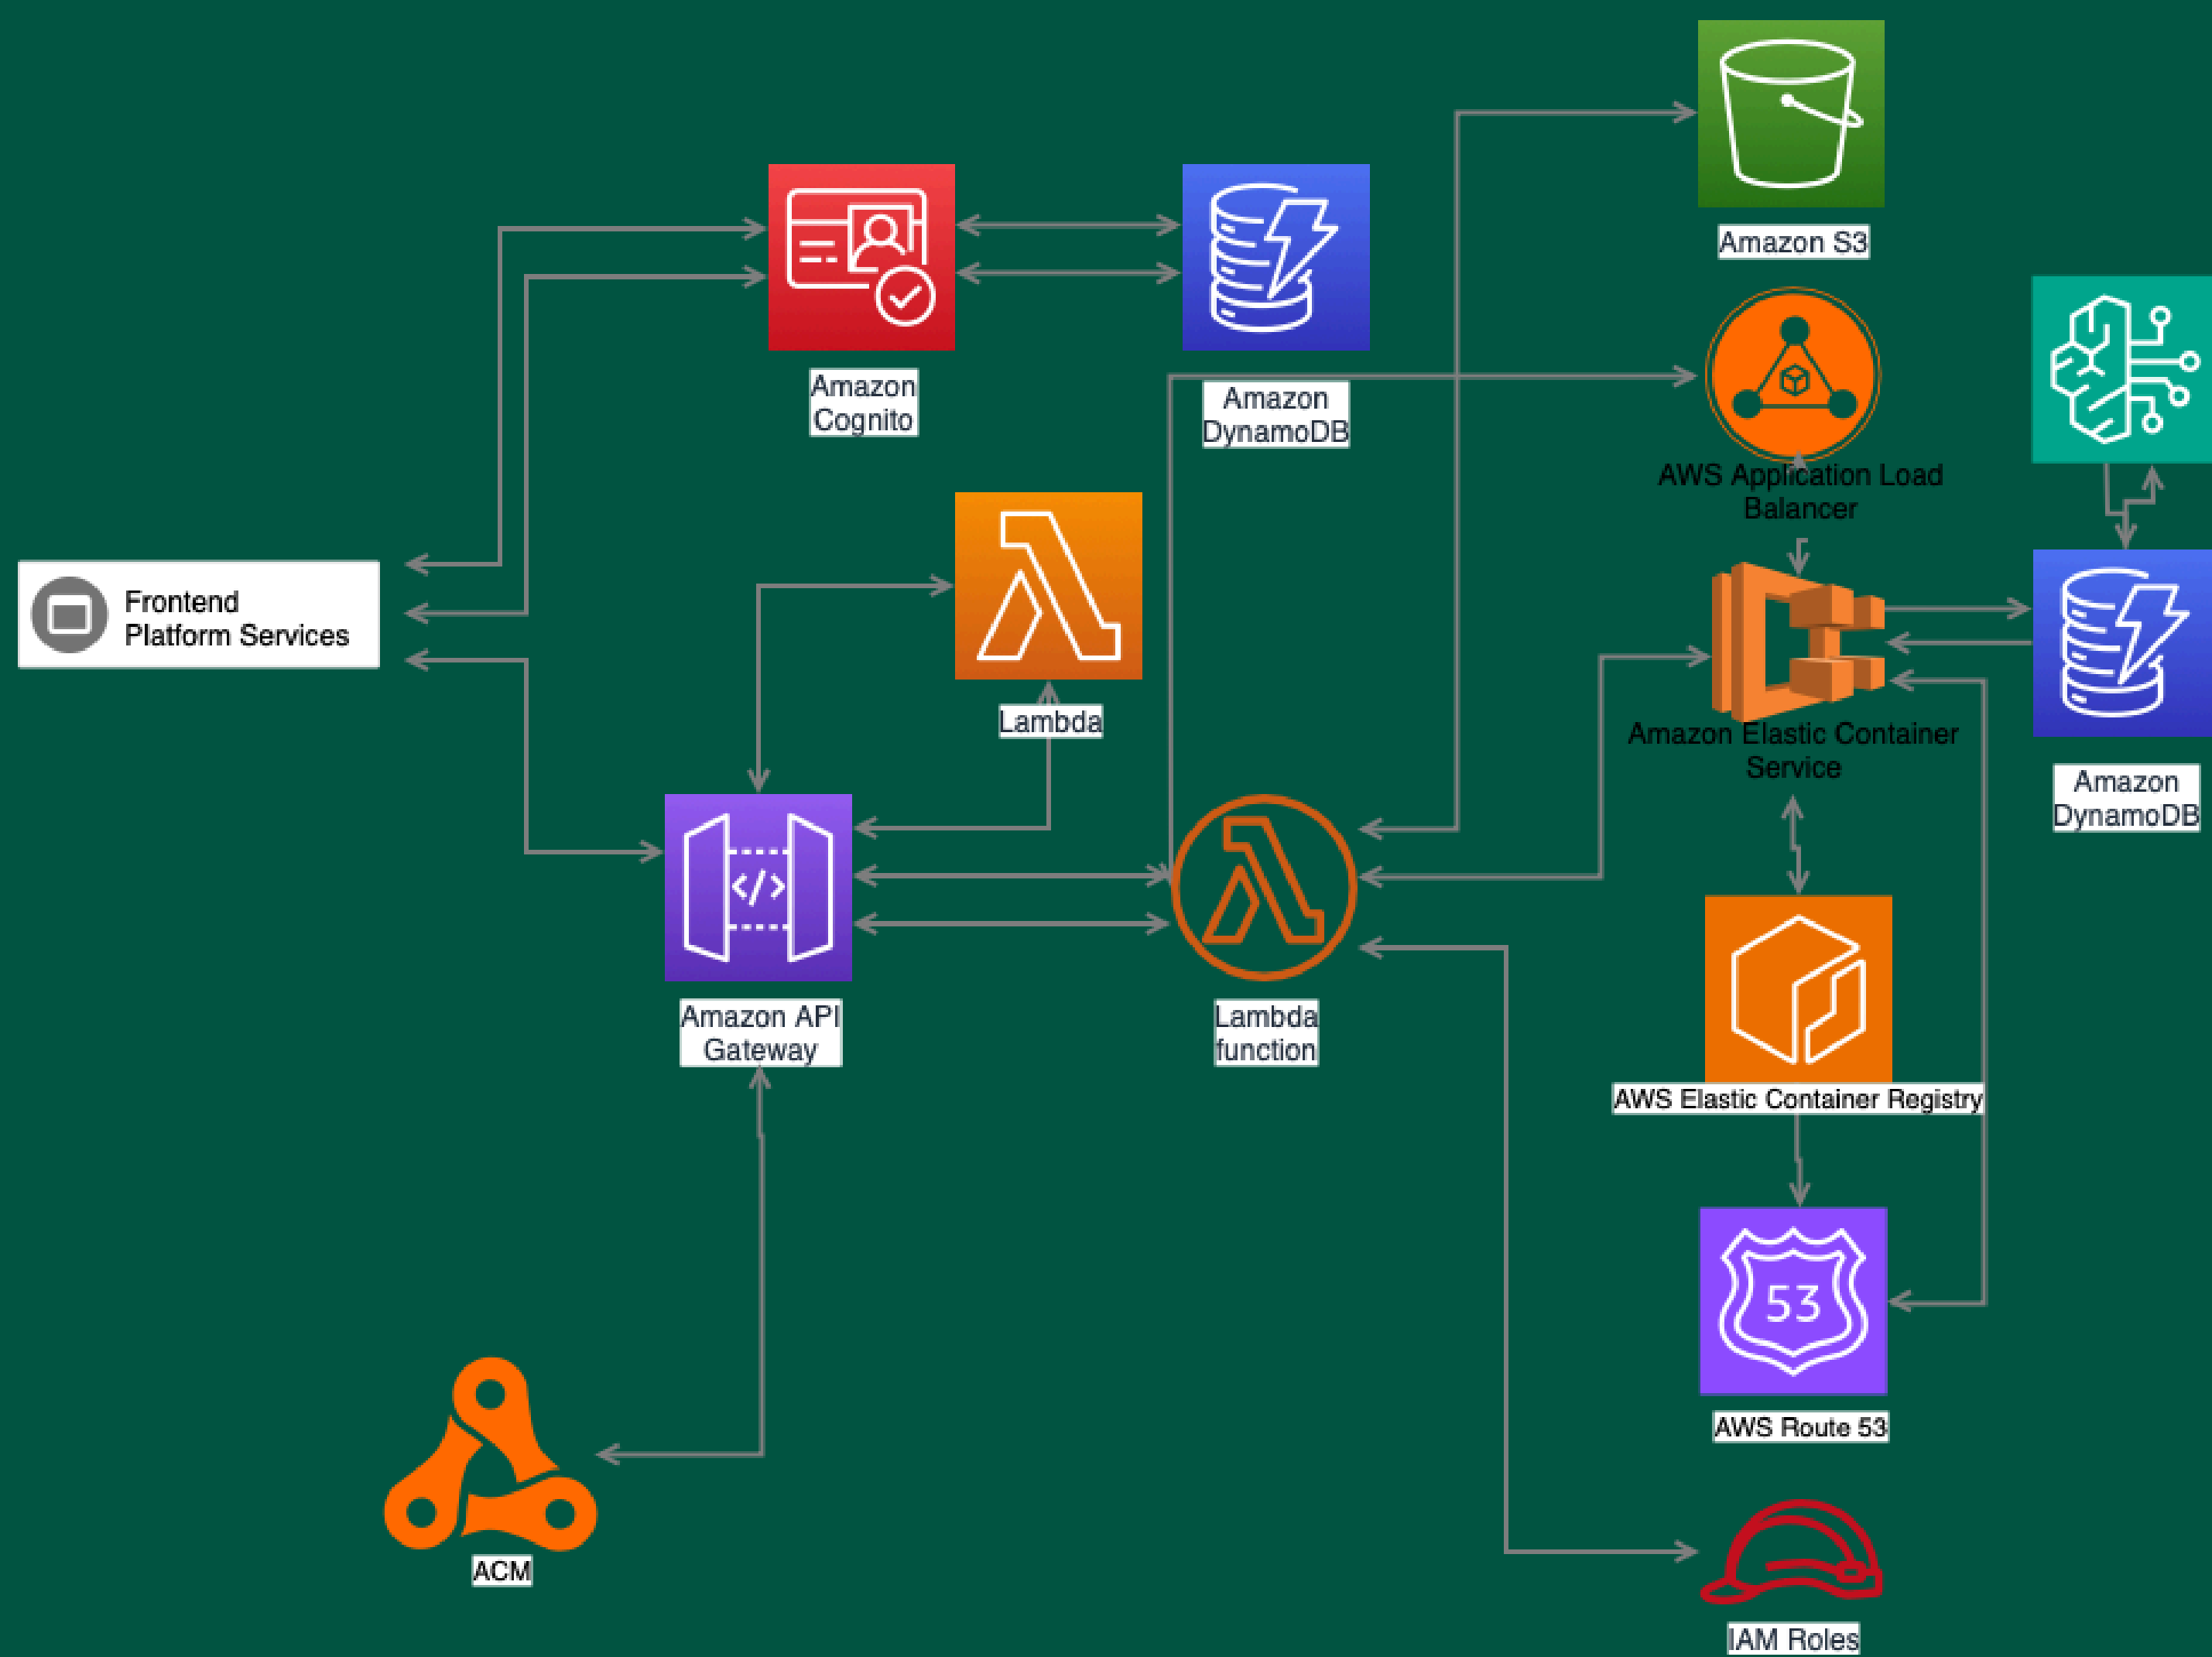 Amazon S3
Amazon
Cognito
Amazon
DynamoDB
AWS Application Load
Balancer
Frontend
Platform Services
Lambda
Amazon Elastic Container
Service
Amazon
DynamoDB
</>
Amazon API
Gateway
Lambda
function
AWS Elastic Container Registry
53
AWS Route 53
ACM
IAM Roles